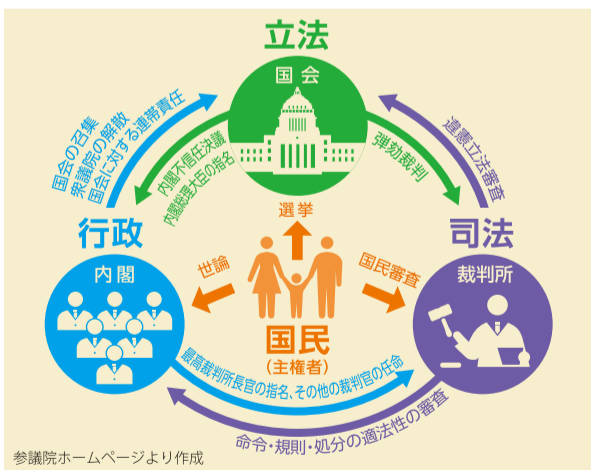 立法
国会
国会の召集
衆議院の解散
国会に対する連帯責任
内閣不信任決議
内閣総理大臣の指名
弾劾裁判
違憲立法審査
選挙
行政
内閣
世論
国民審査
司法
裁判所
国民
(主権者)
最高裁判所長官の指名、その他の裁判官の任命
命令・規則・処分の適法性の審査
参議院ホームページより作成